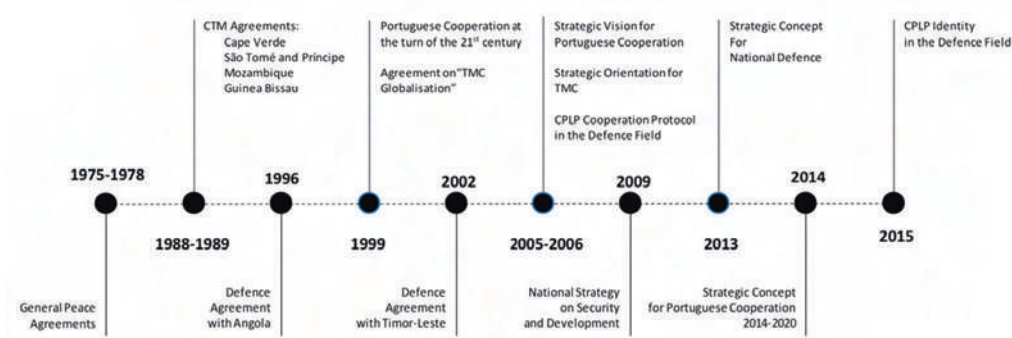 CTM Agreements:
Cape Verde
São Tomé and Príncipe
Mozambique
Guinea Bissau
Portuguese Cooperation at
the turn of the 21st century
Agreement on "TMC
Globalisation"
Strategic Vision for
Portuguese Cooperation
Strategic Orientation for
TMC
CPLP Cooperation Protocol
in the Defence Field
Strategic Concept
For
National Defence
CPLP Identity
in the Defence Field
1975-1978
1988-1989
1996
1999
2002
2005-2006
2009
2013
2014
2015
General Peace
Agreements
Defence
Agreement
with Angola
Defence
Agreement
with Timor-Leste
National Strategy
on Security
and Development
Strategic Concept
for Portuguese Cooperation
2014-2020